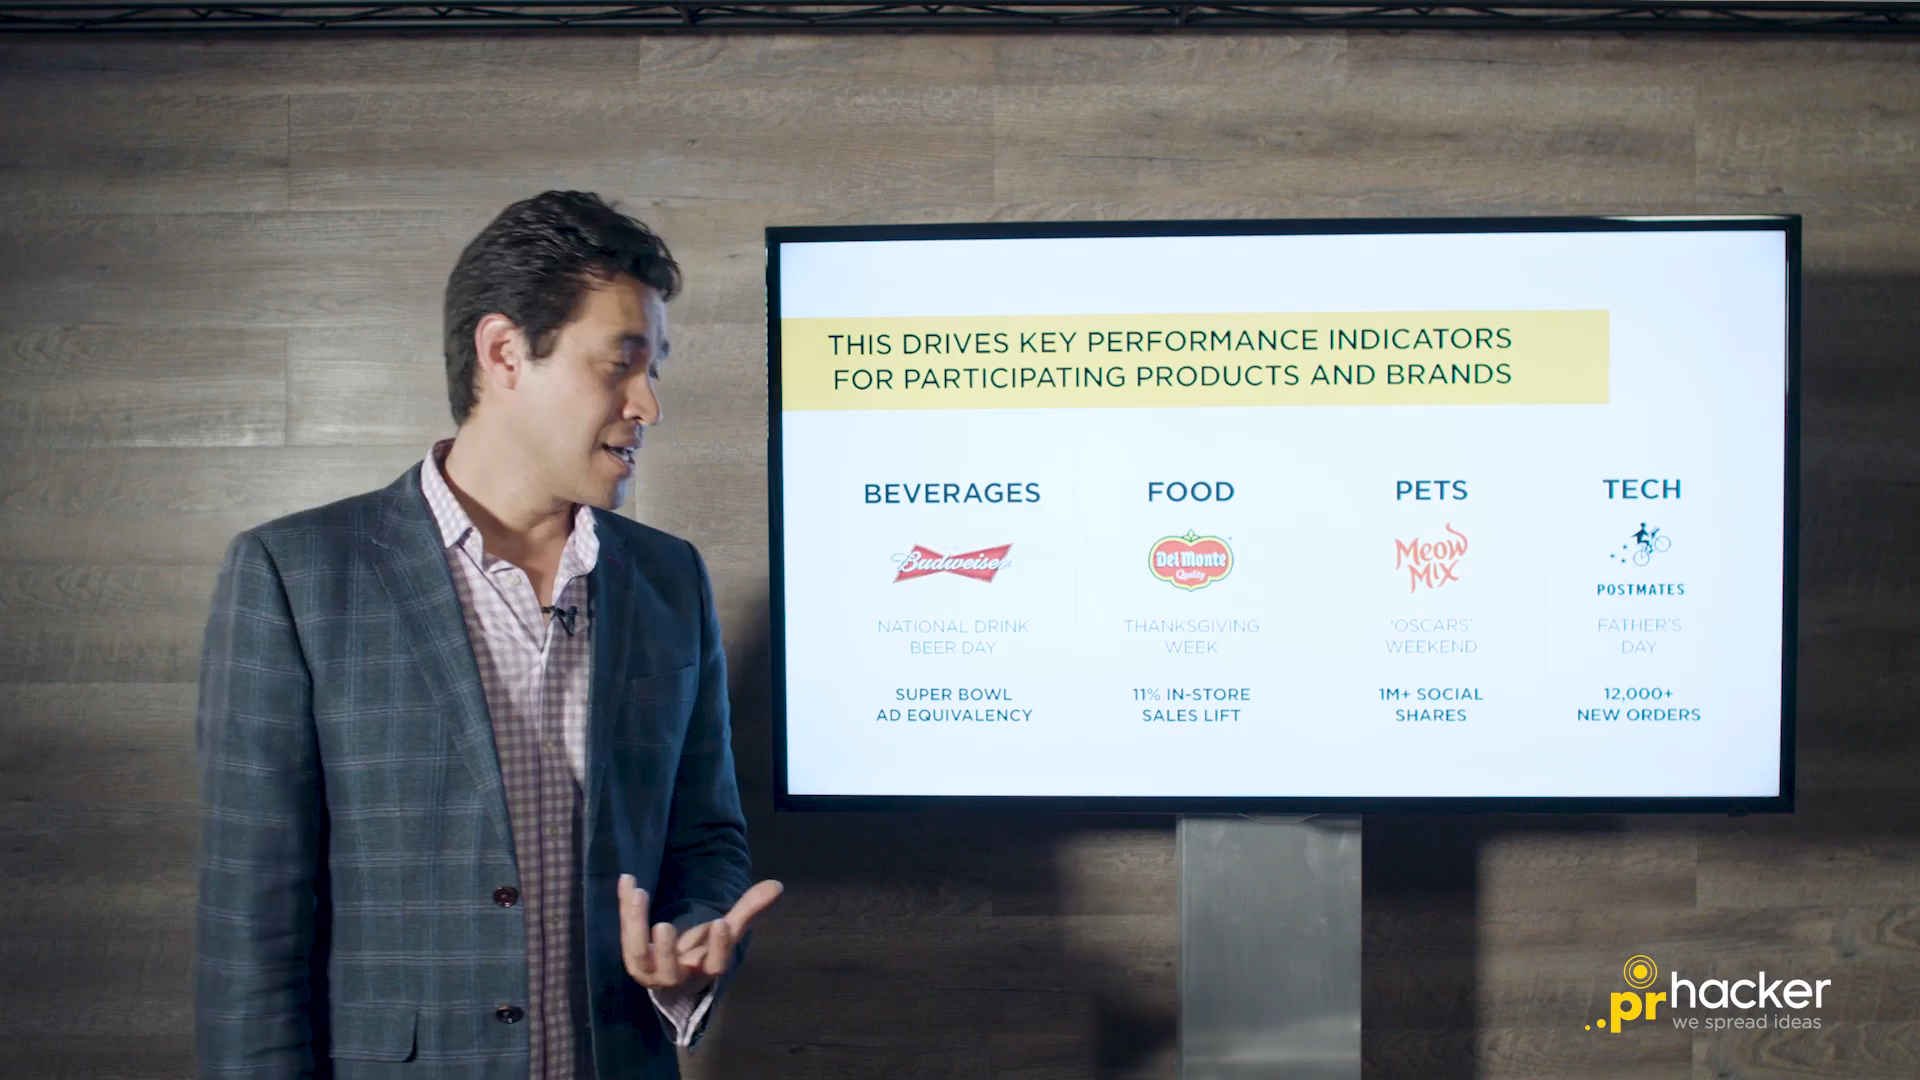 THIS DRIVES KEY PERFORMANCE INDICATORS
FOR PARTICIPATING PRODUCTS AND BRANDS
BEVERAGES
Budweiser
NATIONAL DRINK
BEER DAY
SUPER BOWL
AD EQUIVALENCY
FOOD
Del Monte
Quality
THANKSGIVING
WEEK
11% IN-STORE
SALES LIFT
PETS
Meow
Mix
'OSCARS'
WEEKEND
1M+ SOCIAL
SHARES
TECH
POSTMATES
FATHER'S
DAY
12,000+
NEW ORDERS
..prhacker
we spread ideas